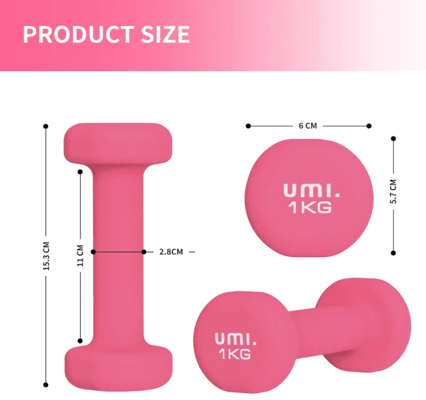 PRODUCT SIZE
6 CM
umi.
1KG
5.7 CM
15.3 CM
11 CM
2.8CM
umi.
1KG